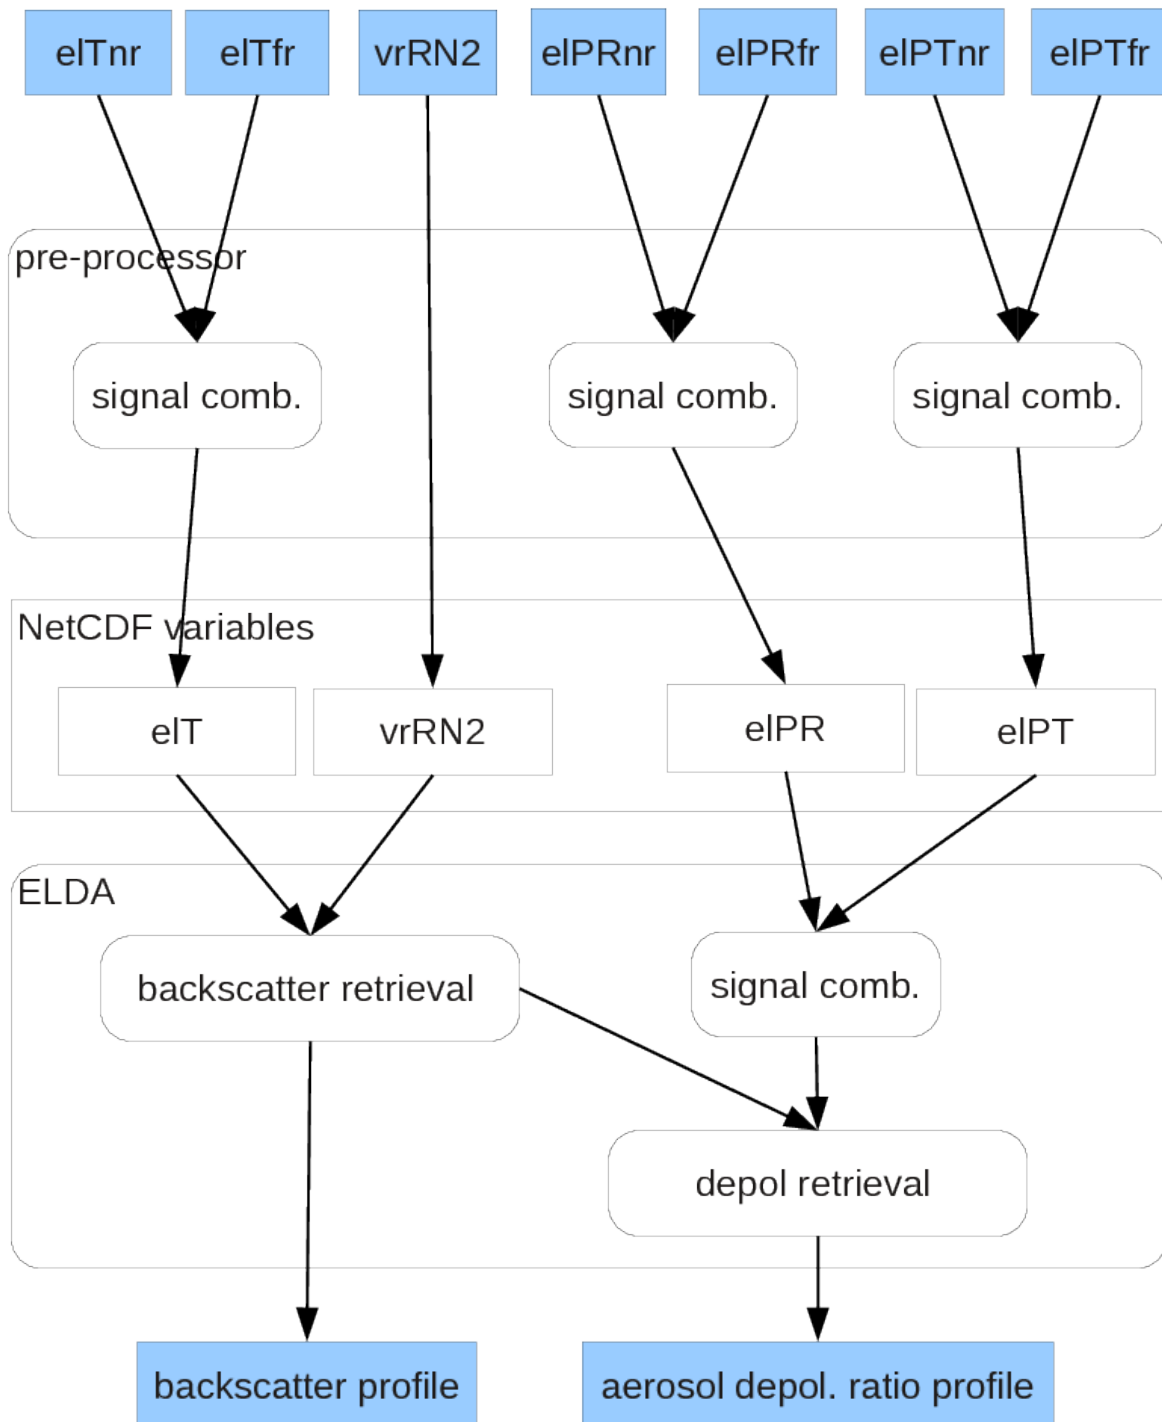 elTnr elTfr vrRN2 elPRnr elPRfr elPTnr elPTfr
pre-processor
signal comb. signal comb. signal comb.
NetCDF variables
elT vrRN2 elPR elPT
ELDA
backscatter retrieval signal comb.
depol retrieval
backscatter profile aerosol depol. ratio profile